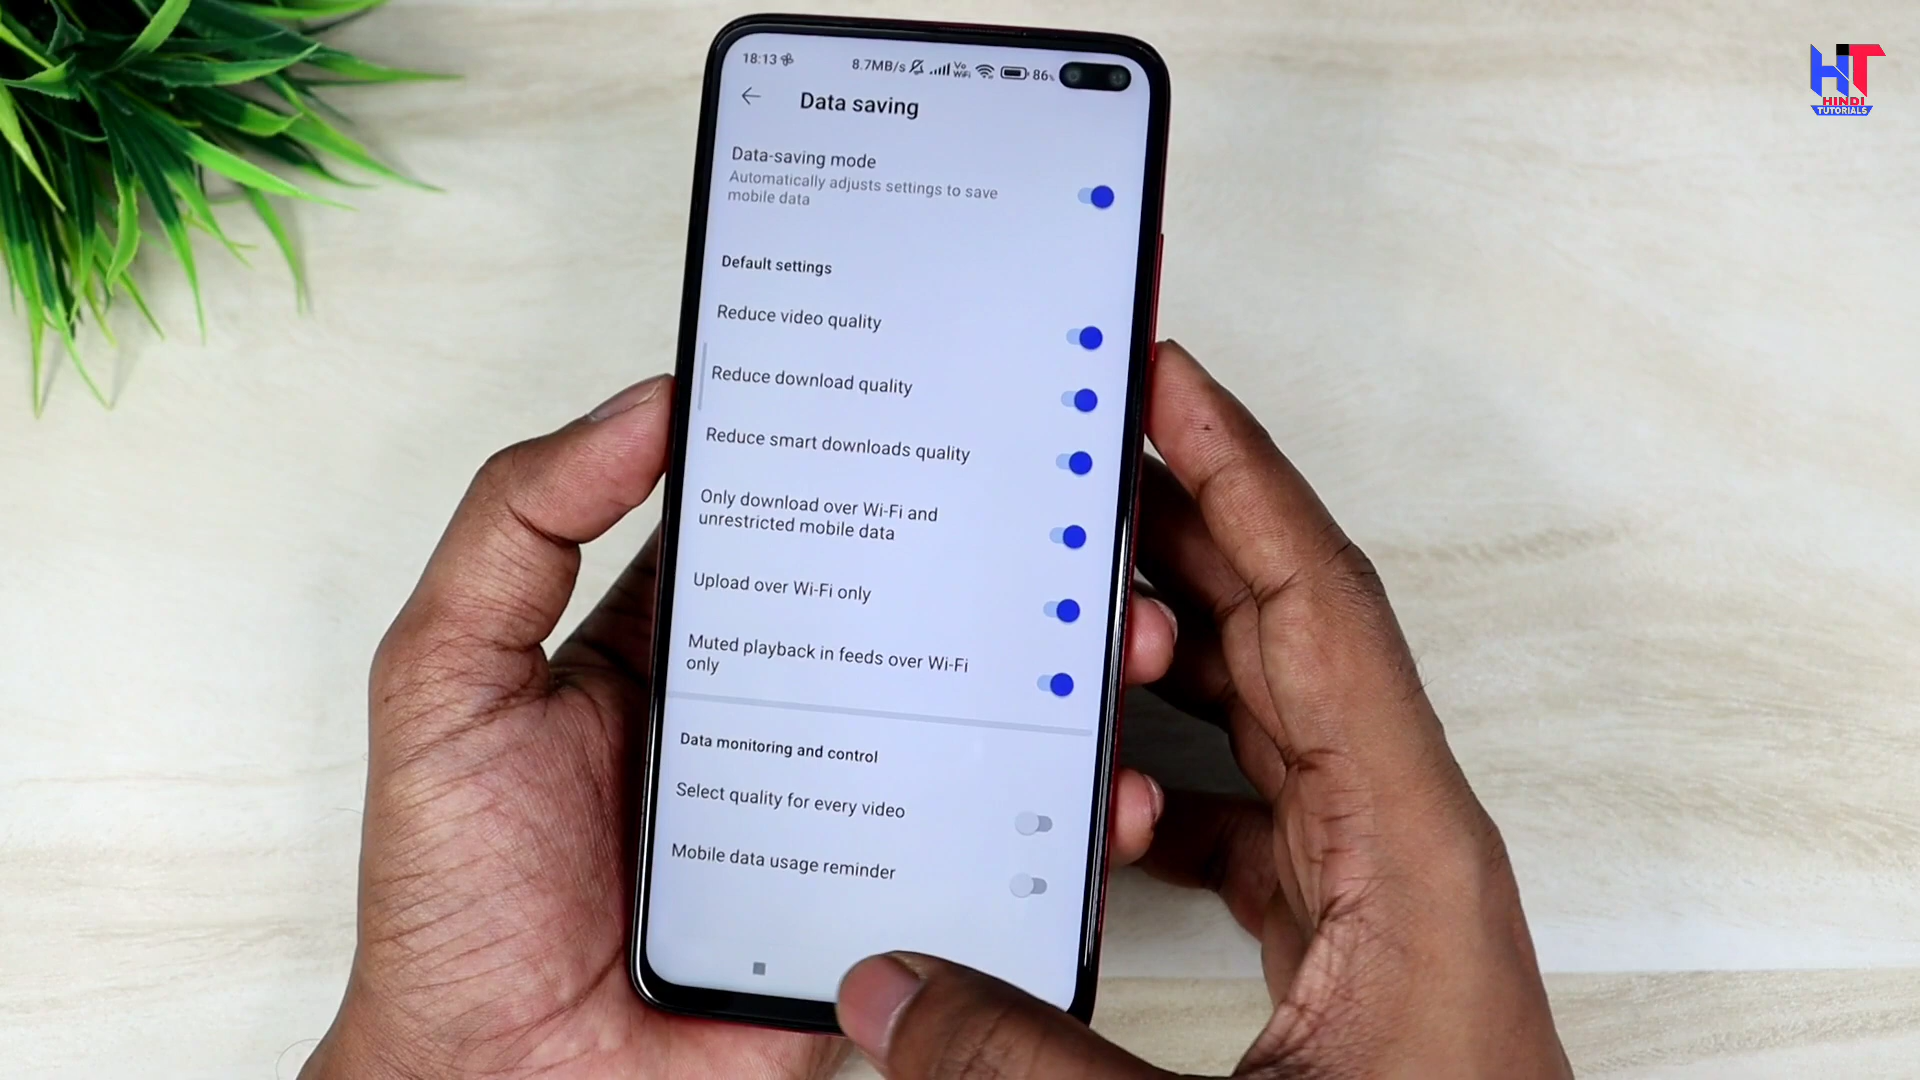 18:13
8.7MB/s
Vo
WiFi
86%
HT
HINDI
TUTORIALS
Data saving
Data-saving mode
Automatically adjusts settings to save
mobile data
Default settings
Reduce video quality
Reduce download quality
Reduce smart downloads quality
Only download over Wi-Fi and
unrestricted mobile data
Upload over Wi-Fi only
Muted playback in feeds over Wi-Fi
only
Data monitoring and control
Select quality for every video
Mobile data usage reminder